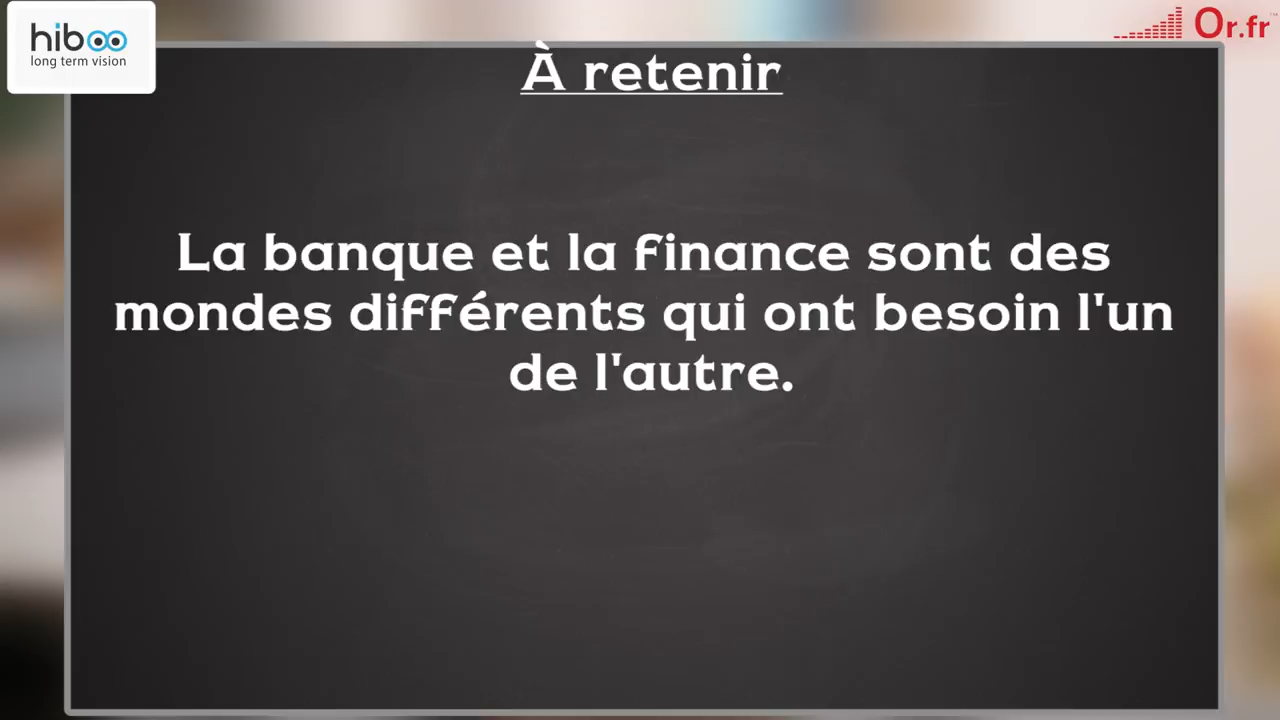 hiboo
long term vision
Or.fr
À retenir
La banque et la finance sont des
mondes différents qui ont besoin l'un
de l'autre.